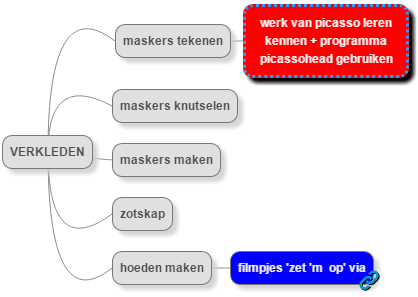 maskers tekenen
werk van picasso leren
kennen + programma
picassohead gebruiken
maskers knutselen
VERKLEDEN
maskers maken
zotskap
hoeden maken
filmpjes 'zet 'm op' via